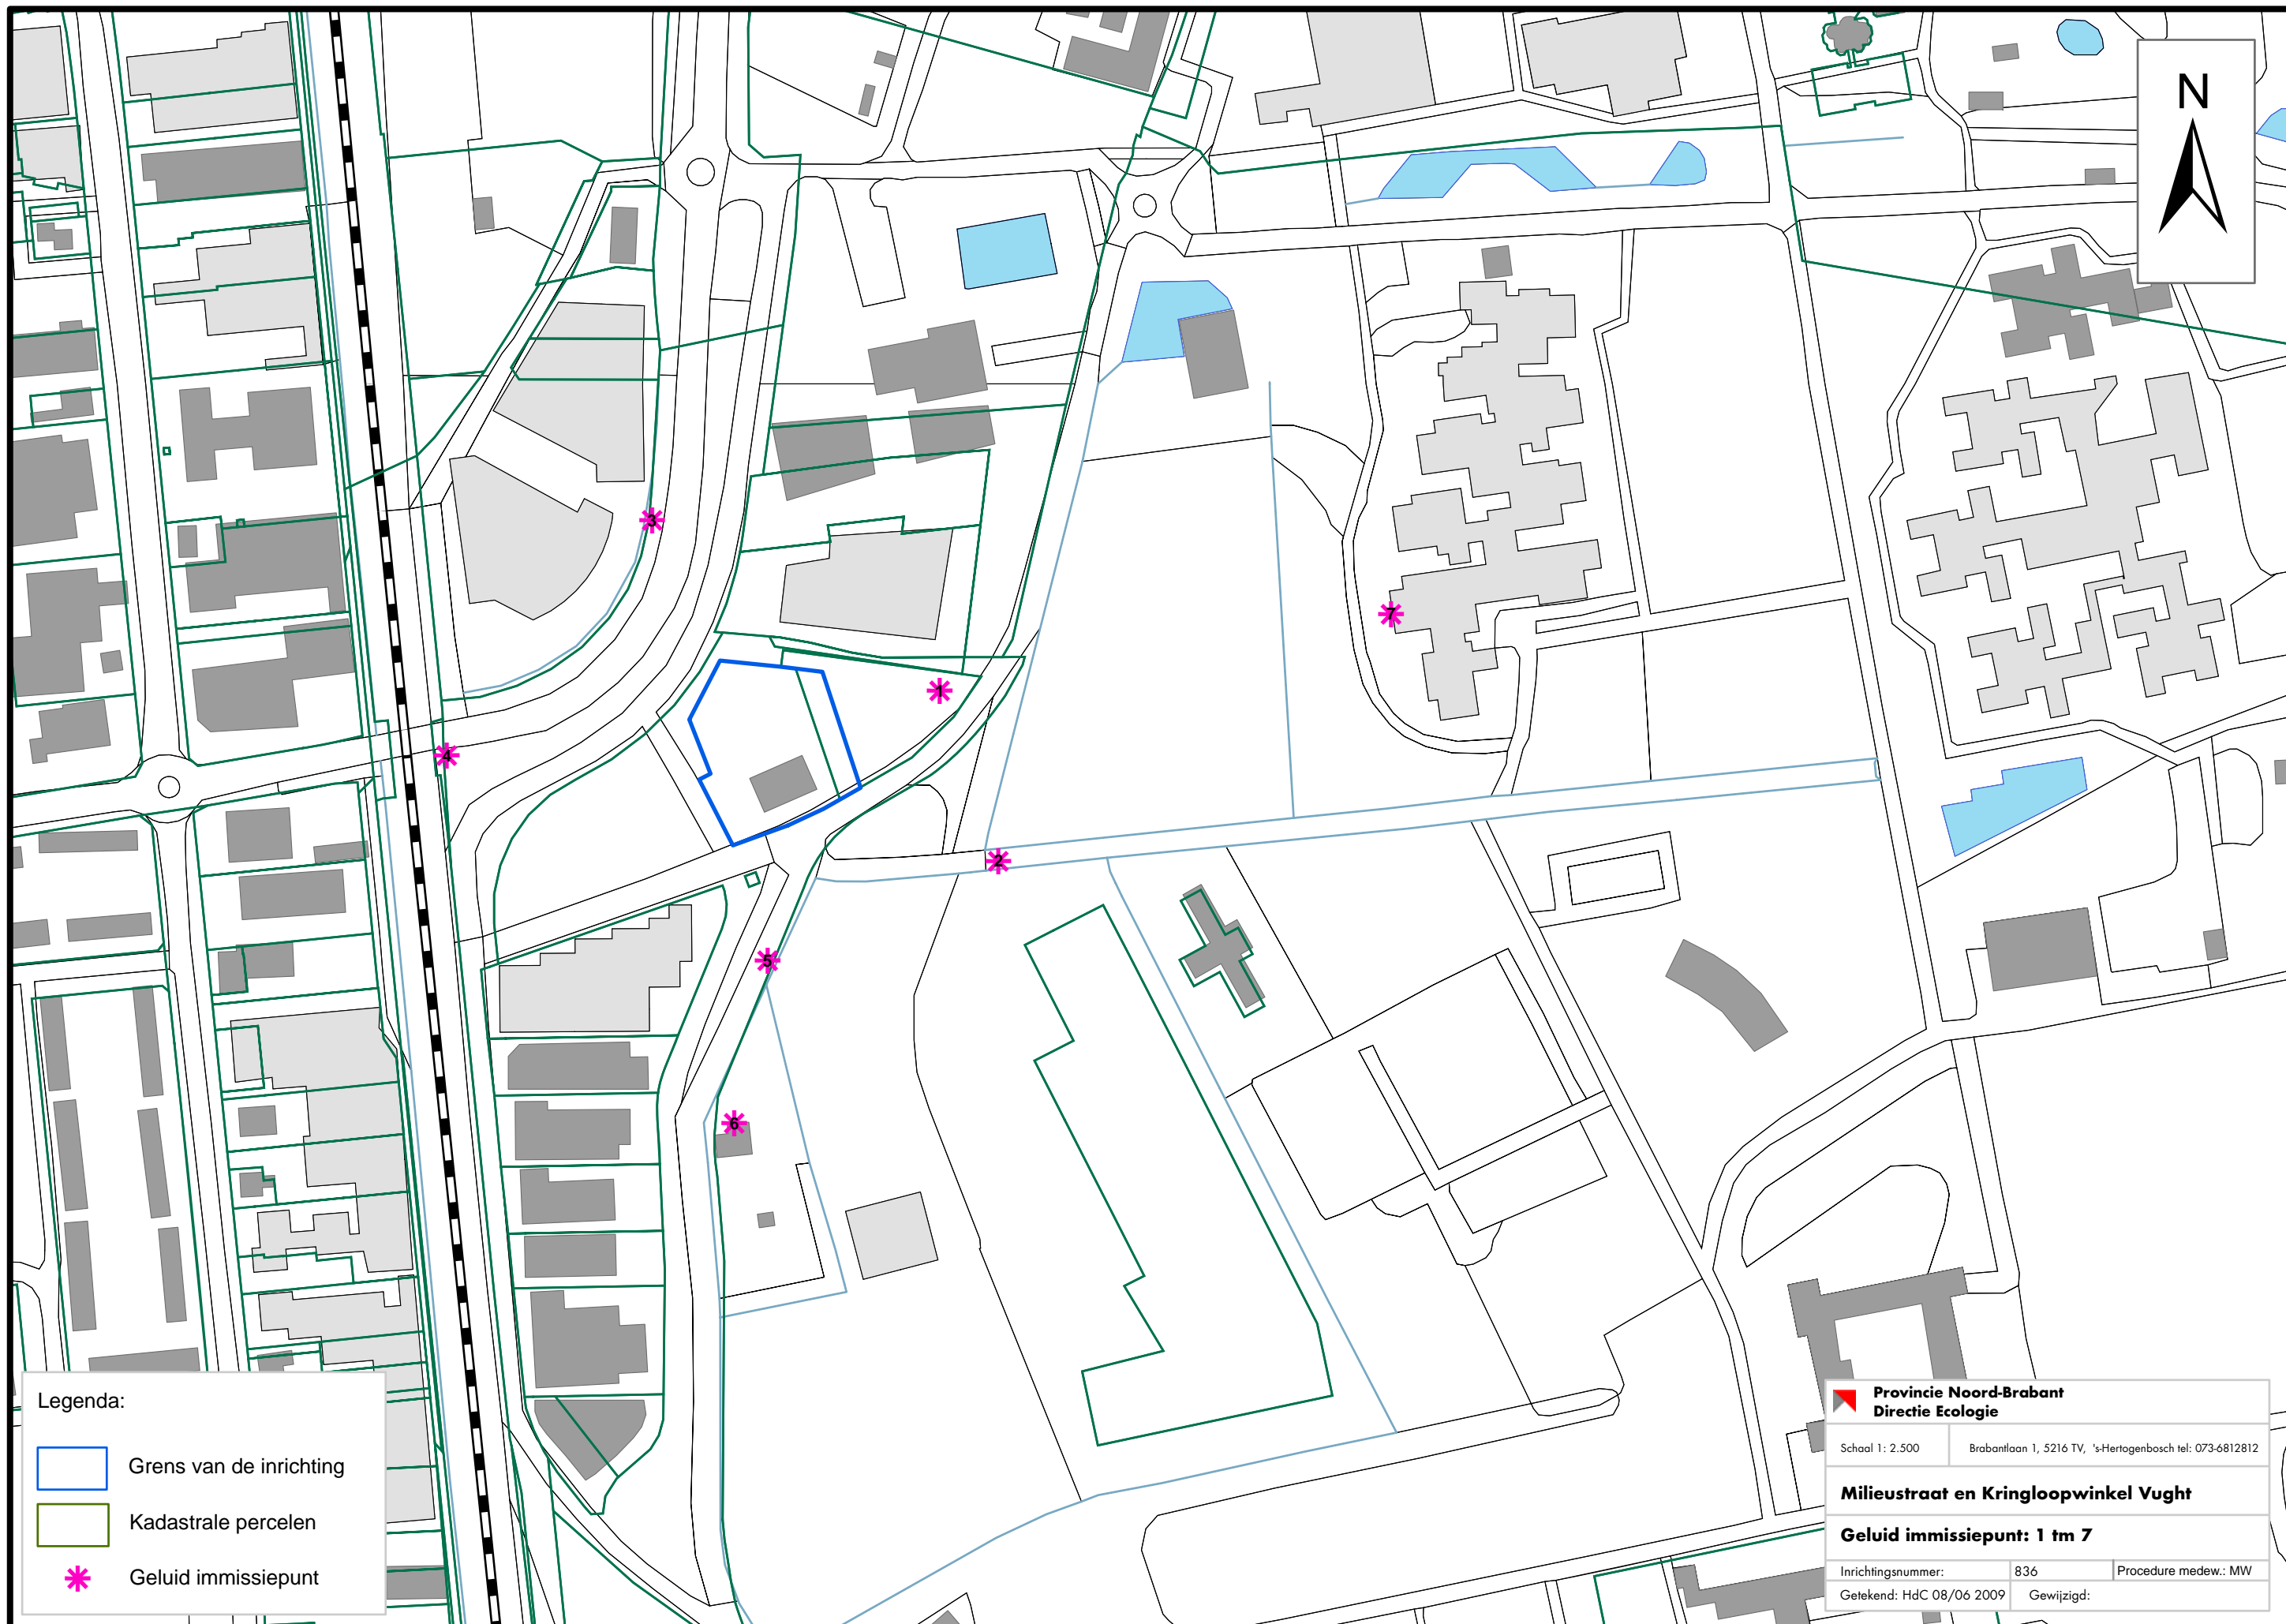 N
3
7
1
4
2
5
6
Legenda:
Grens van de inrichting
Kadastrale percelen
Geluid immissiepunt
Provincie Noord-Brabant
Directie Ecologie
Schaal 1: 2.500
Brabantlaan 1, 5216 TV, 's-Hertogenbosch tel: 073-6812812
Milieustraat en Kringloopwinkel Vught
Geluid immissiepunt: 1 tm 7
Inrichtingsnummer: 836 Procedure medew.: MW
Getekend: HdC 08/06 2009 Gewijzigd: